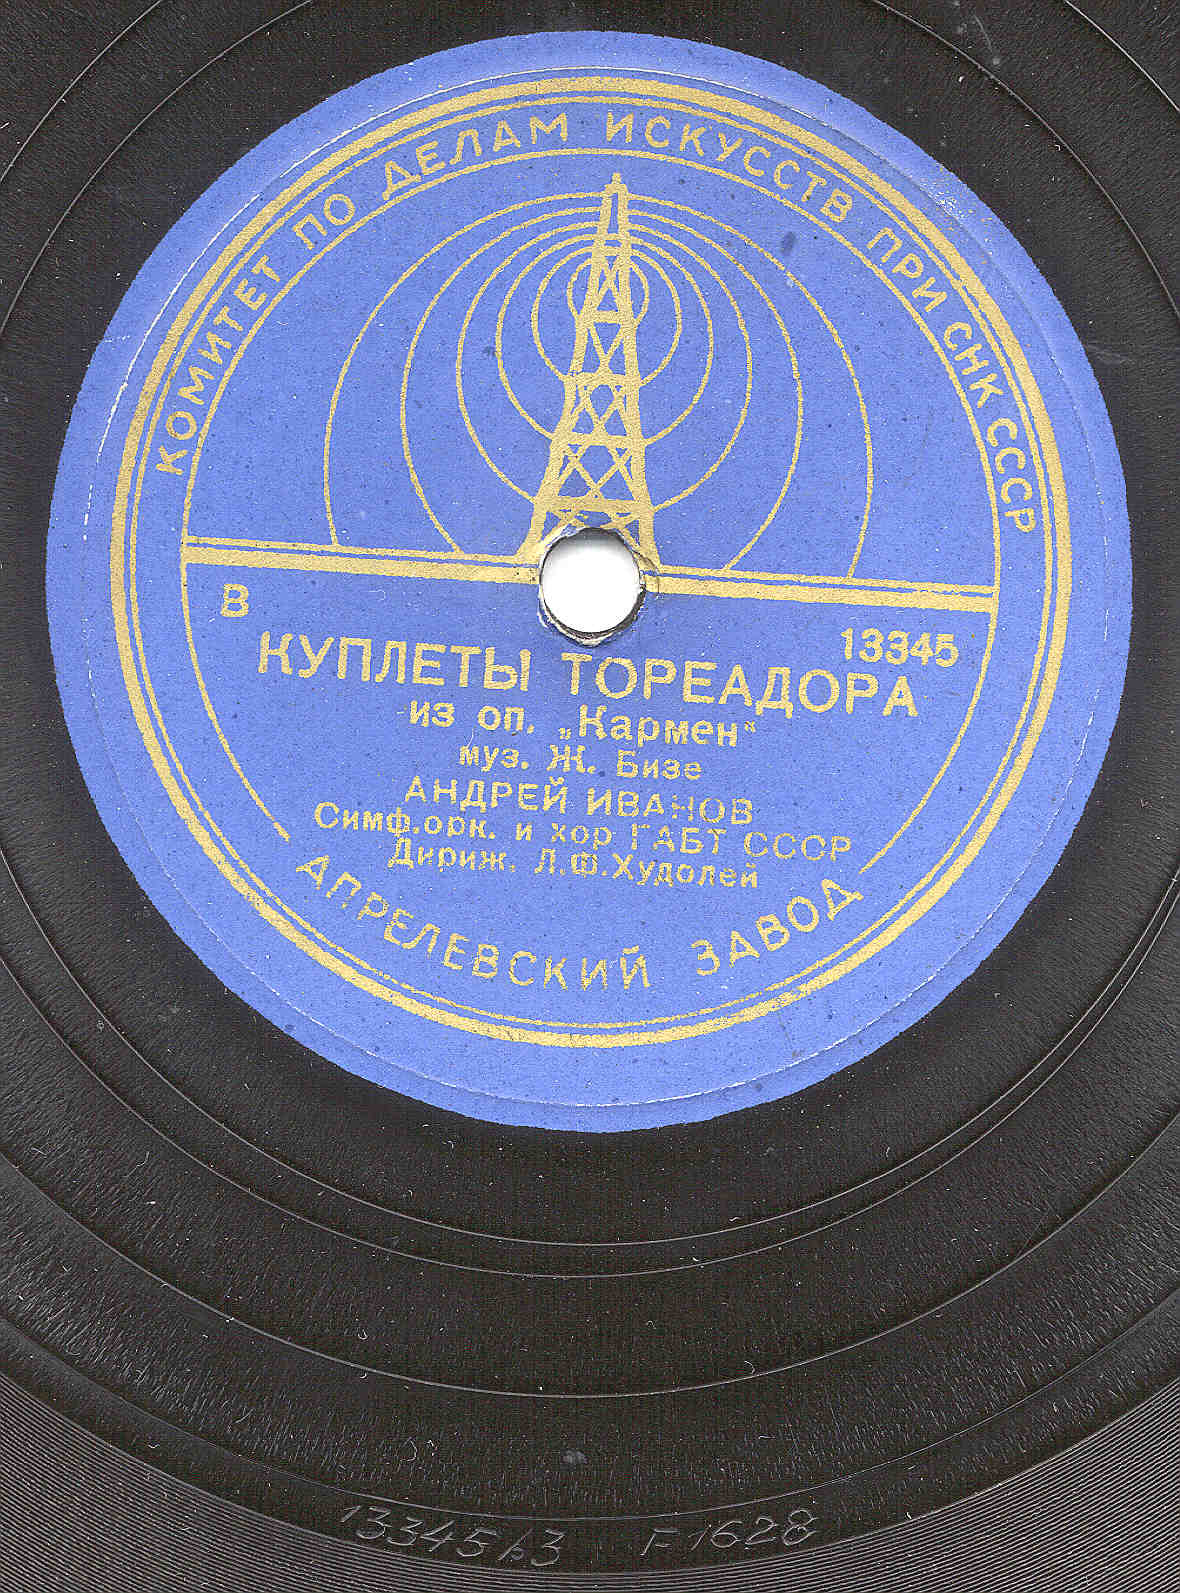 КОМИТЕТ ПО ДЕЛАМ ИСКУССТВ ПРИ СНК СССР
В
13345
КУПЛЕТЫ ТОРЕАДОРА
из оп. „Кармен“
муз. Ж. Бизе
АНДРЕЙ ИВАНОВ
Симф.орк. и хор ГАБТ СССР
Дириж. Л.Ф.Худолей
АПРЕЛЕВСКИЙ ЗАВОД
13345/3 F1628